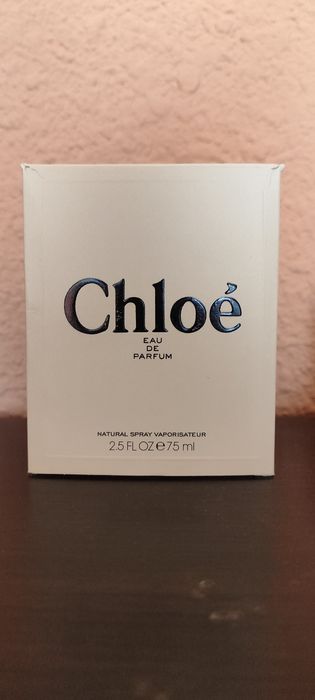 Chloé
EAU
DE
PARFUM
NATURAL SPRAY VAPORISATEUR
2.5 FL OZ ℮ 75 ml